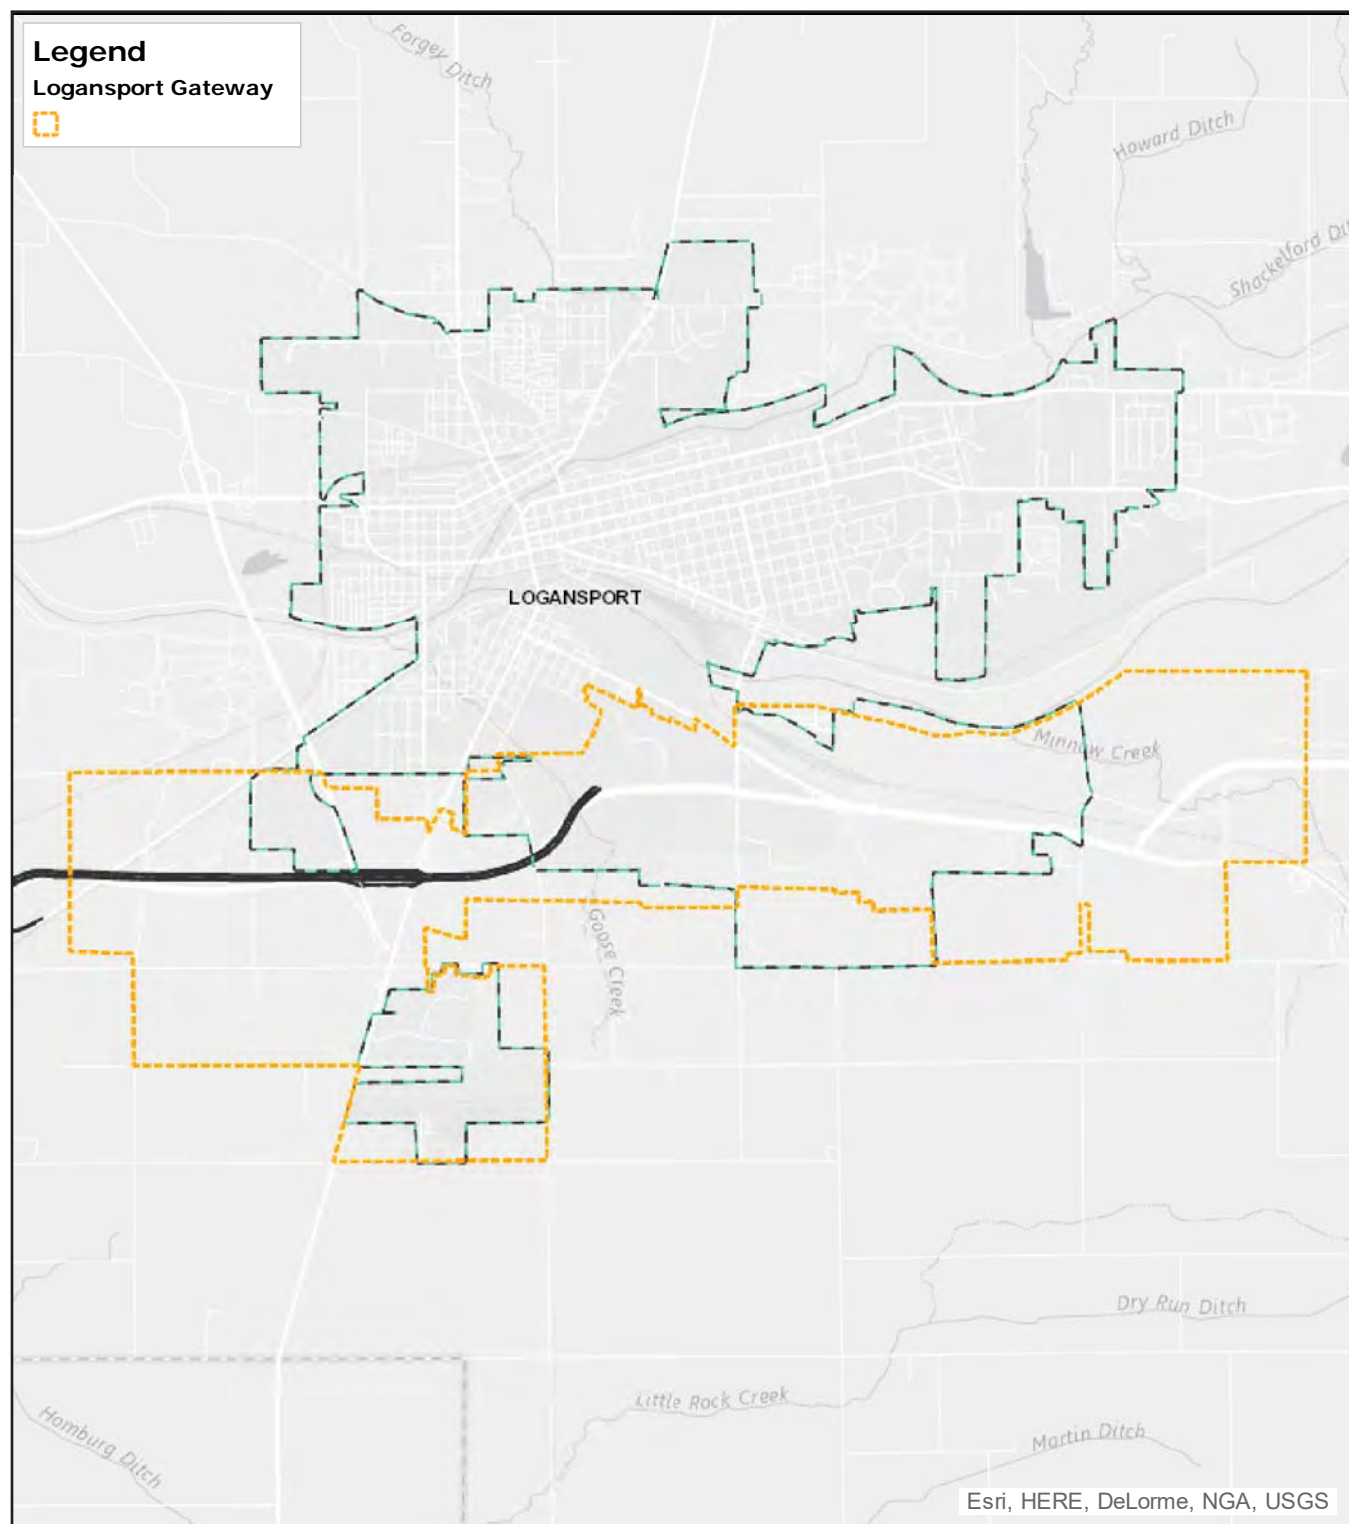 Legend
Logansport Gateway
Forgey Ditch
Howard Ditch
Shackelford Dit
LOGANSPORT
Minnow Creek
Goose Creek
Dry Run Ditch
Little Rock Creek
Homburg Ditch
Martin Ditch
Esri, HERE, DeLorme, NGA, USGS